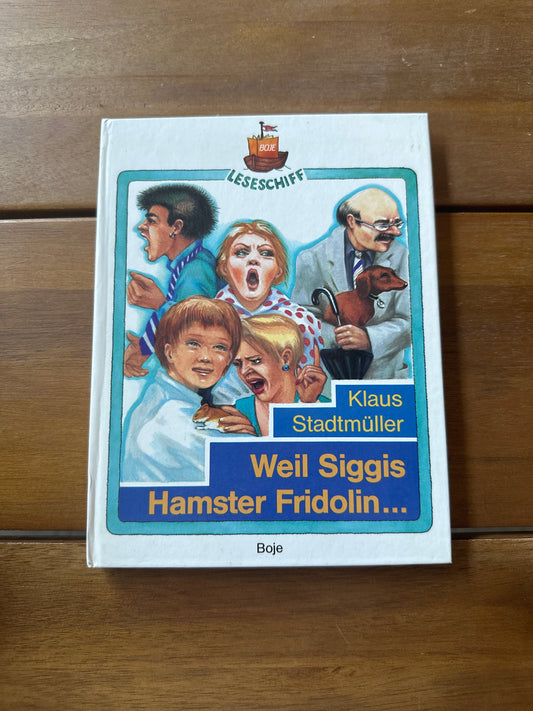 BOJE
LESESCHIFF
Klaus
Stadtmüller
Weil Siggis
Hamster Fridolin...
Boje